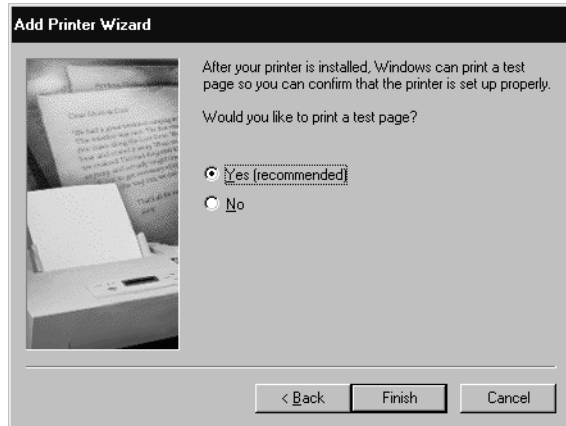 Add Printer Wizard
After your printer is installed, Windows can print a test
page so you can confirm that the printer is set up properly.
Would you like to print a test page?
Yes (recommended)
No
< Back
Finish
Cancel